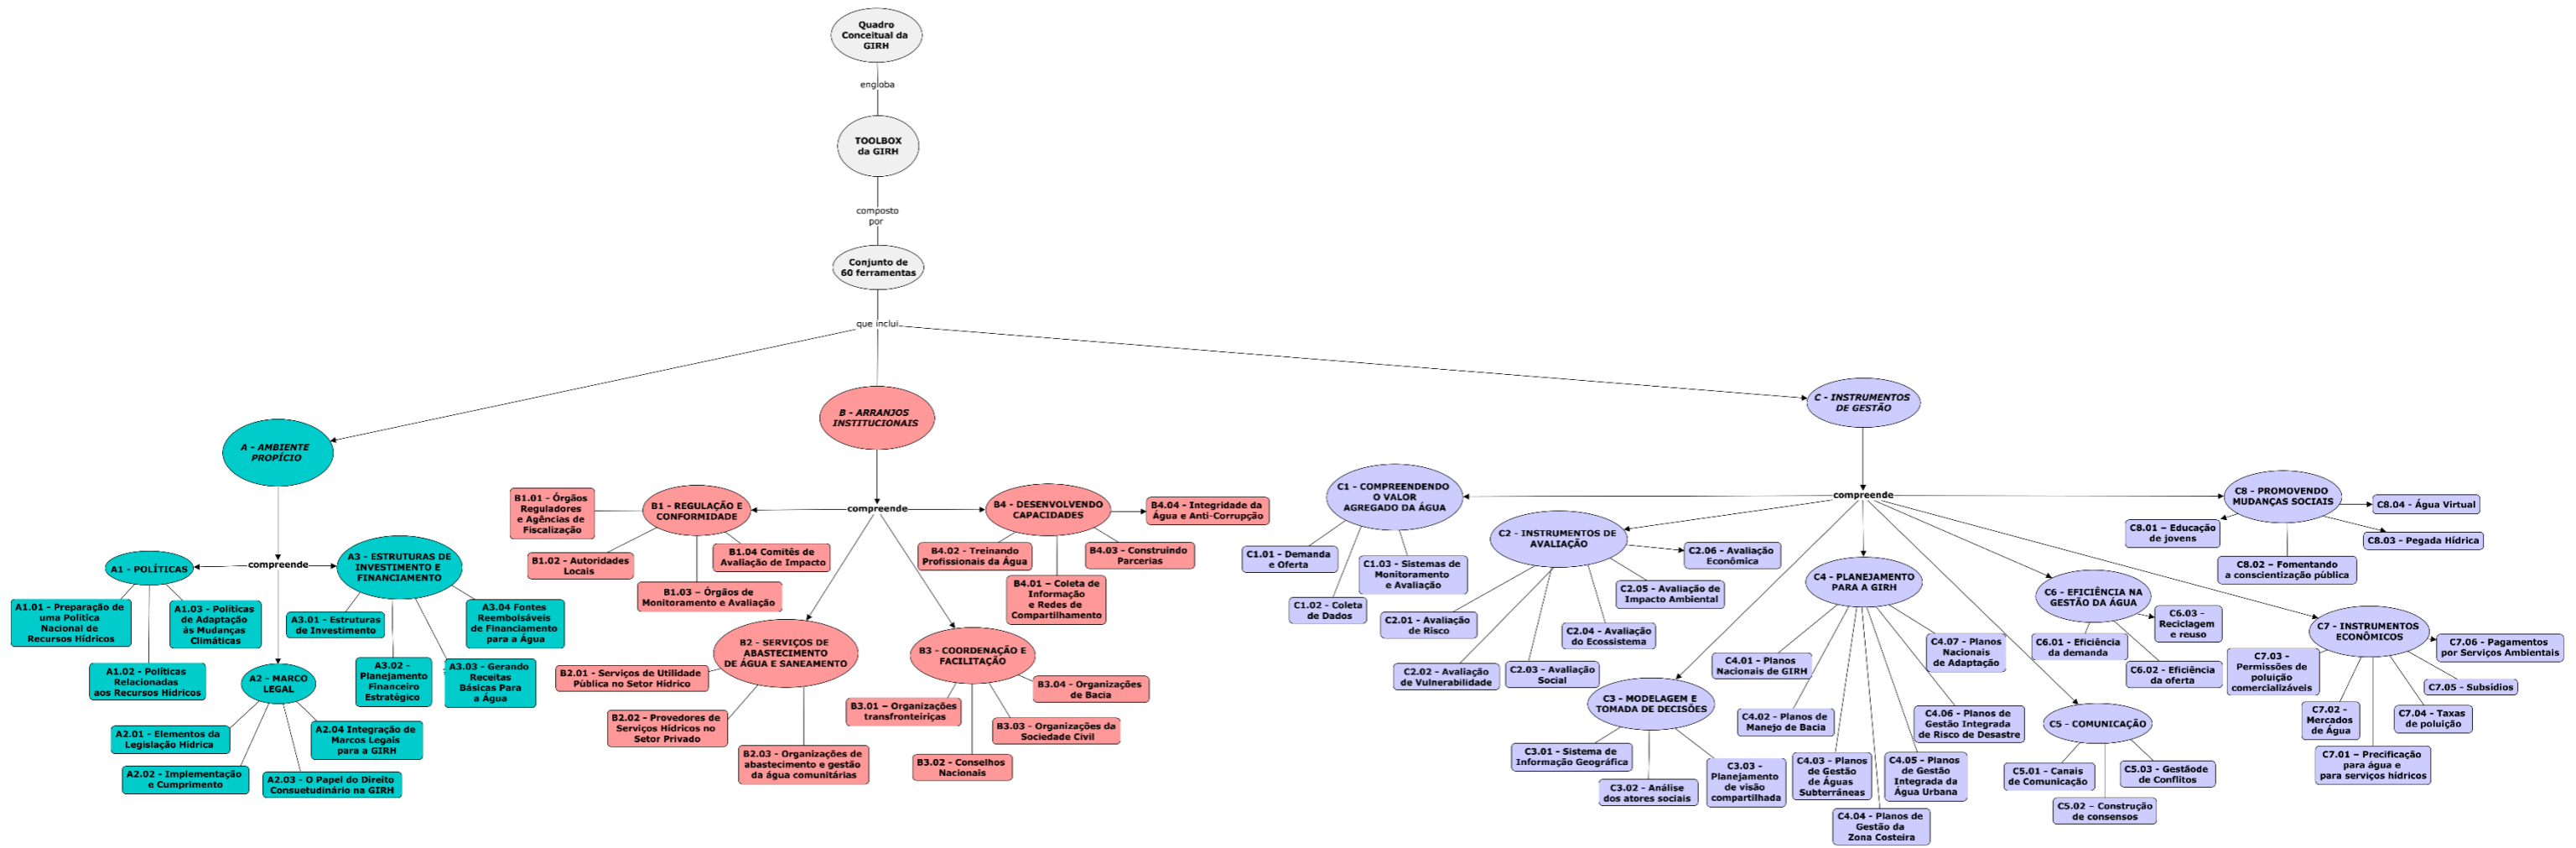 Quadro
Conceitual da
GIRH
engloba
TOOLBOX
da GIRH
composto
por
Conjunto de
60 ferramentas
que inclui
A - AMBIENTE
PROPÍCIO
compreende
A1 - POLÍTICAS
A1.01 - Preparação de
uma Política
Nacional de
Recursos Hídricos
A1.02 - Políticas
Relacionadas
aos Recursos Hídricos
A1.03 - Políticas
de Adaptação
às Mudanças
Climáticas
A2 - MARCO
LEGAL
A2.01 - Elementos da
Legislação Hídrica
A2.02 - Implementação
e Cumprimento
A2.03 - O Papel do Direito
Consuetudinário na GIRH
A2.04 Integração de
Marcos Legais
para a GIRH
A3 - ESTRUTURAS DE
INVESTIMENTO E
FINANCIAMENTO
A3.01 - Estruturas
de Investimento
A3.02 -
Planejamento
Financeiro
Estratégico
A3.03 - Gerando
Receitas
Básicas Para
a Água
A3.04 Fontes
Reembolsáveis
de Financiamento
para a Água
B - ARRANJOS
INSTITUCIONAIS
compreende
B1 - REGULAÇÃO E
CONFORMIDADE
B1.01 - Órgãos
Reguladores
e Agências de
Fiscalização
B1.02 - Autoridades
Locais
B1.03 – Órgãos de
Monitoramento e Avaliação
B1.04 Comitês de
Avaliação de Impacto
B2 - SERVIÇOS DE
ABASTECIMENTO
DE ÁGUA E SANEAMENTO
B2.01 - Serviços de Utilidade
Pública no Setor Hídrico
B2.02 - Provedores de
Serviços Hídricos no
Setor Privado
B2.03 - Organizações de
abastecimento e gestão
da água comunitárias
B3 - COORDENAÇÃO E
FACILITAÇÃO
B3.01 – Organizações
transfronteiriças
B3.02 - Conselhos
Nacionais
B3.03 - Organizações da
Sociedade Civil
B3.04 - Organizações
de Bacia
B4 - DESENVOLVENDO
CAPACIDADES
B4.02 - Treinando
Profissionais da Água
B4.01 – Coleta de
Informação
e Redes de
Compartilhamento
B4.03 - Construindo
Parcerias
B4.04 - Integridade da
Água e Anti-Corrupção
C - INSTRUMENTOS
DE GESTÃO
compreende
C1 - COMPREENDENDO
O VALOR
AGREGADO DA ÁGUA
C1.01 - Demanda
e Oferta
C1.02 - Coleta
de Dados
C1.03 - Sistemas de
Monitoramento
e Avaliação
C2 - INSTRUMENTOS DE
AVALIAÇÃO
C2.01 - Avaliação
de Risco
C2.02 - Avaliação
de Vulnerabilidade
C2.03 - Avaliação
Social
C2.04 - Avaliação
do Ecossistema
C2.05 - Avaliação de
Impacto Ambiental
C2.06 - Avaliação
Econômica
C3 - MODELAGEM E
TOMADA DE DECISÕES
C3.01 - Sistema de
Informação Geográfica
C3.02 - Análise
dos atores sociais
C3.03 -
Planejamento
de visão
compartilhada
C4 - PLANEJAMENTO
PARA A GIRH
C4.01 - Planos
Nacionais de GIRH
C4.02 - Planos de
Manejo de Bacia
C4.03 - Planos
de Gestão
de Águas
Subterrâneas
C4.04 - Planos de
Gestão da
Zona Costeira
C4.05 - Planos
de Gestão
Integrada da
Água Urbana
C4.06 - Planos de
Gestão Integrada
de Risco de Desastre
C4.07 - Planos
Nacionais
de Adaptação
C5 - COMUNICAÇÃO
C5.01 - Canais
de Comunicação
C5.02 – Construção
de consensos
C5.03 - Gestãode
de Conflitos
C6 - EFICIÊNCIA NA
GESTÃO DA ÁGUA
C6.01 - Eficiência
da demanda
C6.02 - Eficiência
da oferta
C6.03 –
Reciclagem
e reuso
C7 - INSTRUMENTOS
ECONÔMICOS
C7.03 -
Permissões de
poluição
comercializáveis
C7.02 -
Mercados
de Água
C7.01 – Precificação
para água e
para serviços hídricos
C7.04 - Taxas
de poluição
C7.05 - Subsídios
C7.06 - Pagamentos
por Serviços Ambientais
C8 - PROMOVENDO
MUDANÇAS SOCIAIS
C8.01 – Educação
de jovens
C8.02 – Fomentando
a conscientização pública
C8.03 - Pegada Hídrica
C8.04 - Água Virtual